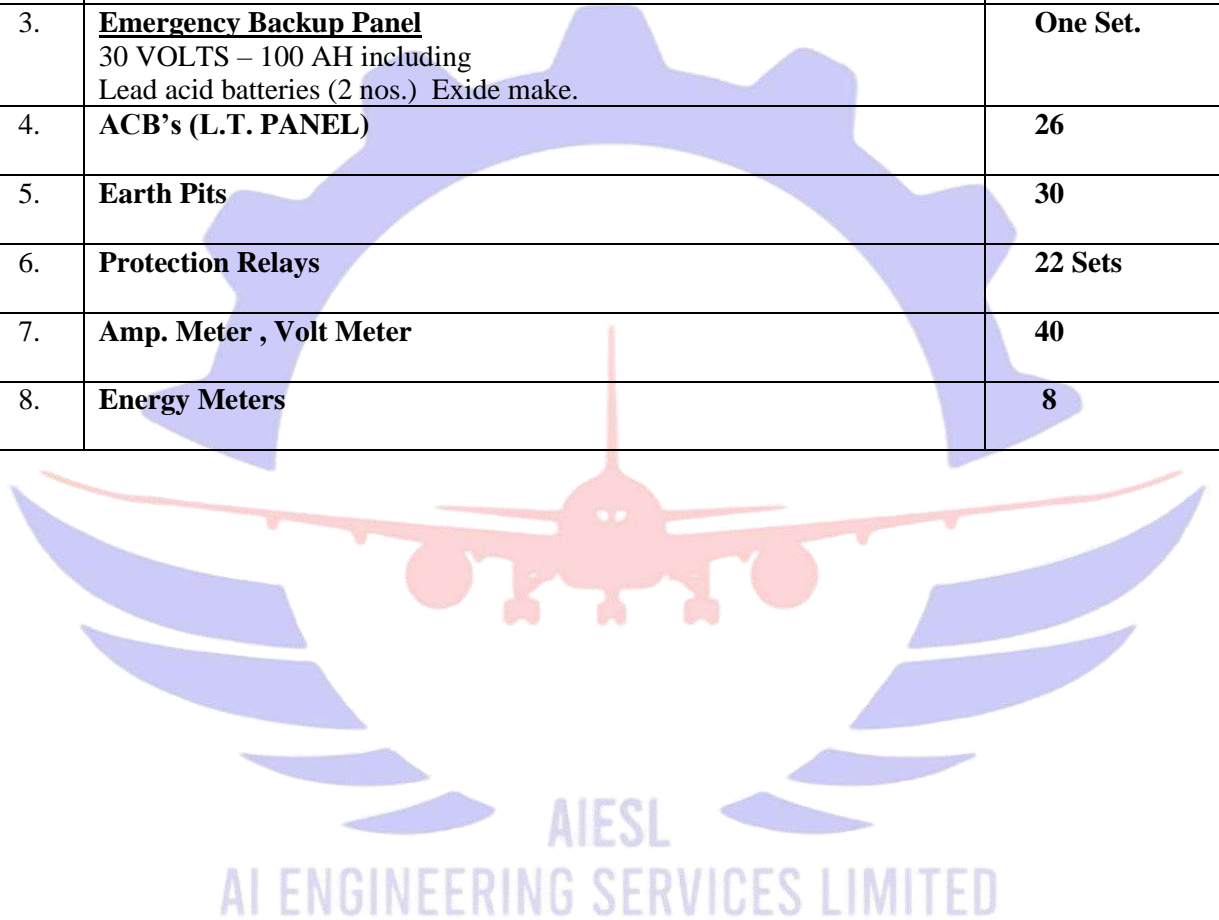 3. Emergency Backup Panel One Set.
30 VOLTS – 100 AH including
Lead acid batteries (2 nos.) Exide make.
4. ACB’s (L.T. PANEL) 26
5. Earth Pits 30
6. Protection Relays 22 Sets
7. Amp. Meter , Volt Meter 40
8. Energy Meters 8
AIESL
AI ENGINEERING SERVICES LIMITED